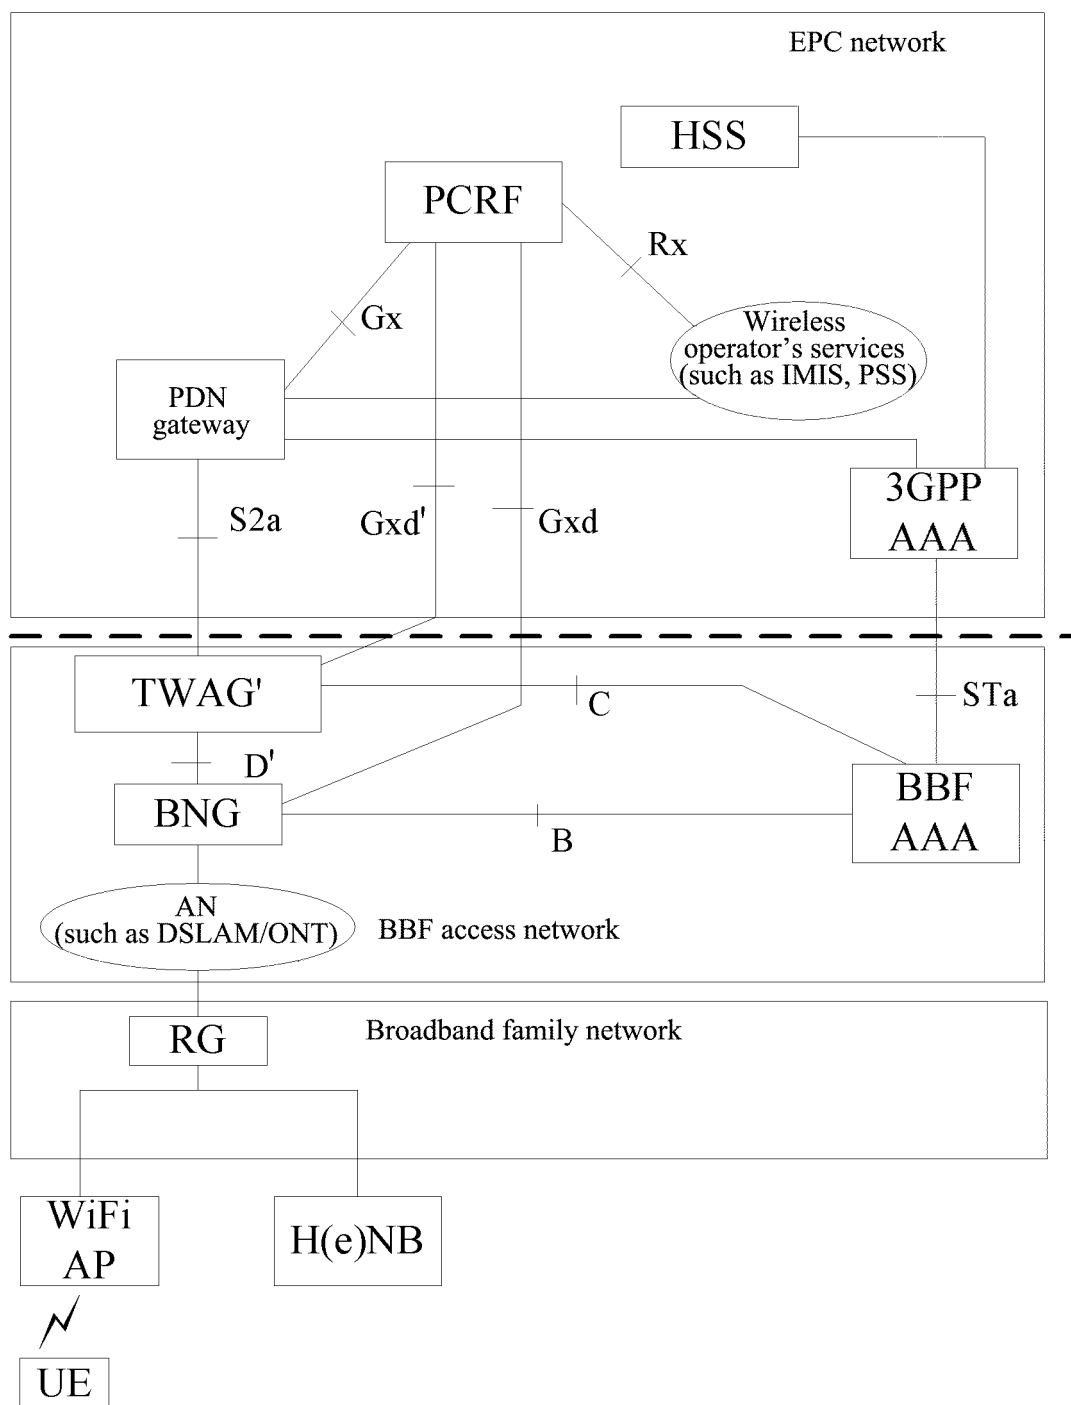 EPC network
HSS
PCRF
Rx
Gx
Wireless
operator’s services
(such as IMIS, PSS)
PDN
gateway
3GPP
AAA
S2a
Gxd'
Gxd
TWAG'
C
STa
D'
BNG
B
BBF
AAA
AN
(such as DSLAM/ONT)
BBF access network
RG
Broadband family network
WiFi
AP
H(e)NB
UE